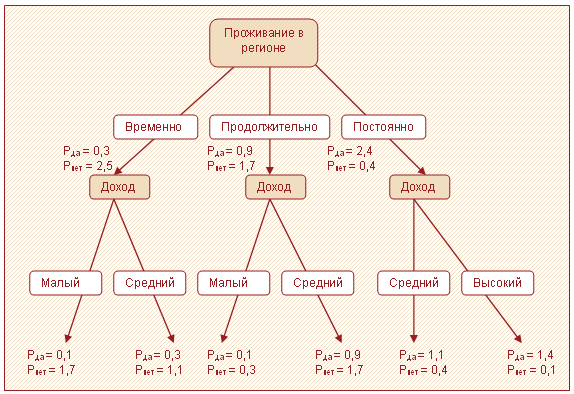 Проживание в
регионе
Временно
Продолжительно
Постоянно
Pда = 0,3
Pнет = 2,5
Pда = 0,9
Pнет = 1,7
Pда = 2,4
Pнет = 0,4
Доход
Доход
Доход
Малый
Средний
Малый
Средний
Средний
Высокий
Pда = 0,1
Pнет = 1,7
Pда = 0,3
Pнет = 1,1
Pда = 0,1
Pнет = 0,3
Pда = 0,9
Pнет = 1,7
Pда = 1,1
Pнет = 0,4
Pда = 1,4
Pнет = 0,1